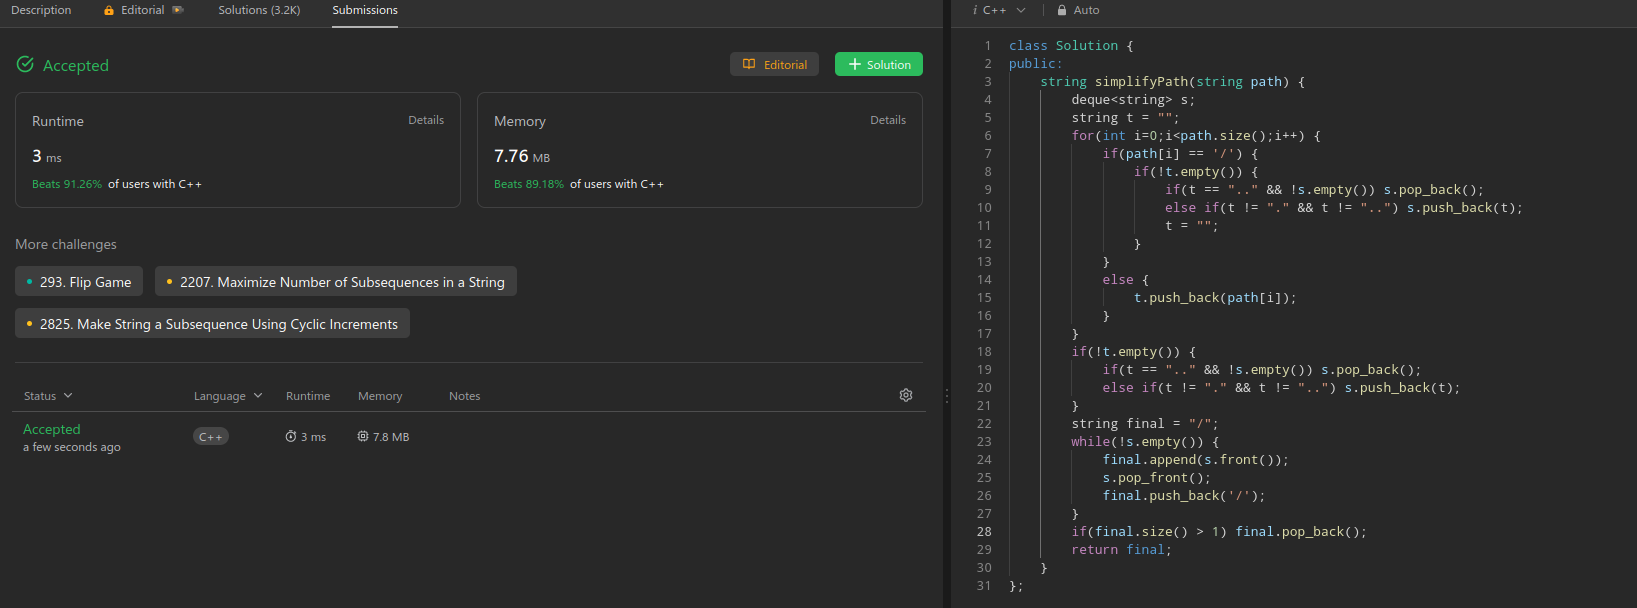 Description
Editorial
Solutions (3.2K)
Submissions
Accepted
Editorial
Solution
Runtime
Details
3 ms
Beats 91.26% of users with C++
Memory
Details
7.76 MB
Beats 89.18% of users with C++
More challenges
293. Flip Game
2207. Maximize Number of Subsequences in a String
2825. Make String a Subsequence Using Cyclic Increments
Status Language Runtime Memory Notes
Accepted
a few seconds ago
C++
3 ms
7.8 MB
i C++
Auto
1 class Solution {
2 public:
3     string simplifyPath(string path) {
4         deque<string> s;
5         string t = "";
6         for(int i=0;i<path.size();i++) {
7             if(path[i] == '/') {
8                 if(!t.empty()) {
9                     if(t == ".." && !s.empty()) s.pop_back();
10                     else if(t != "." && t != "..") s.push_back(t);
11                     t = "";
12                 }
13             }
14             else {
15                 t.push_back(path[i]);
16             }
17         }
18         if(!t.empty()) {
19             if(t == ".." && !s.empty()) s.pop_back();
20             else if(t != "." && t != "..") s.push_back(t);
21         }
22         string final = "/";
23         while(!s.empty()) {
24             final.append(s.front());
25             s.pop_front();
26             final.push_back('/');
27         }
28         if(final.size() > 1) final.pop_back();
29         return final;
30     }
31 };